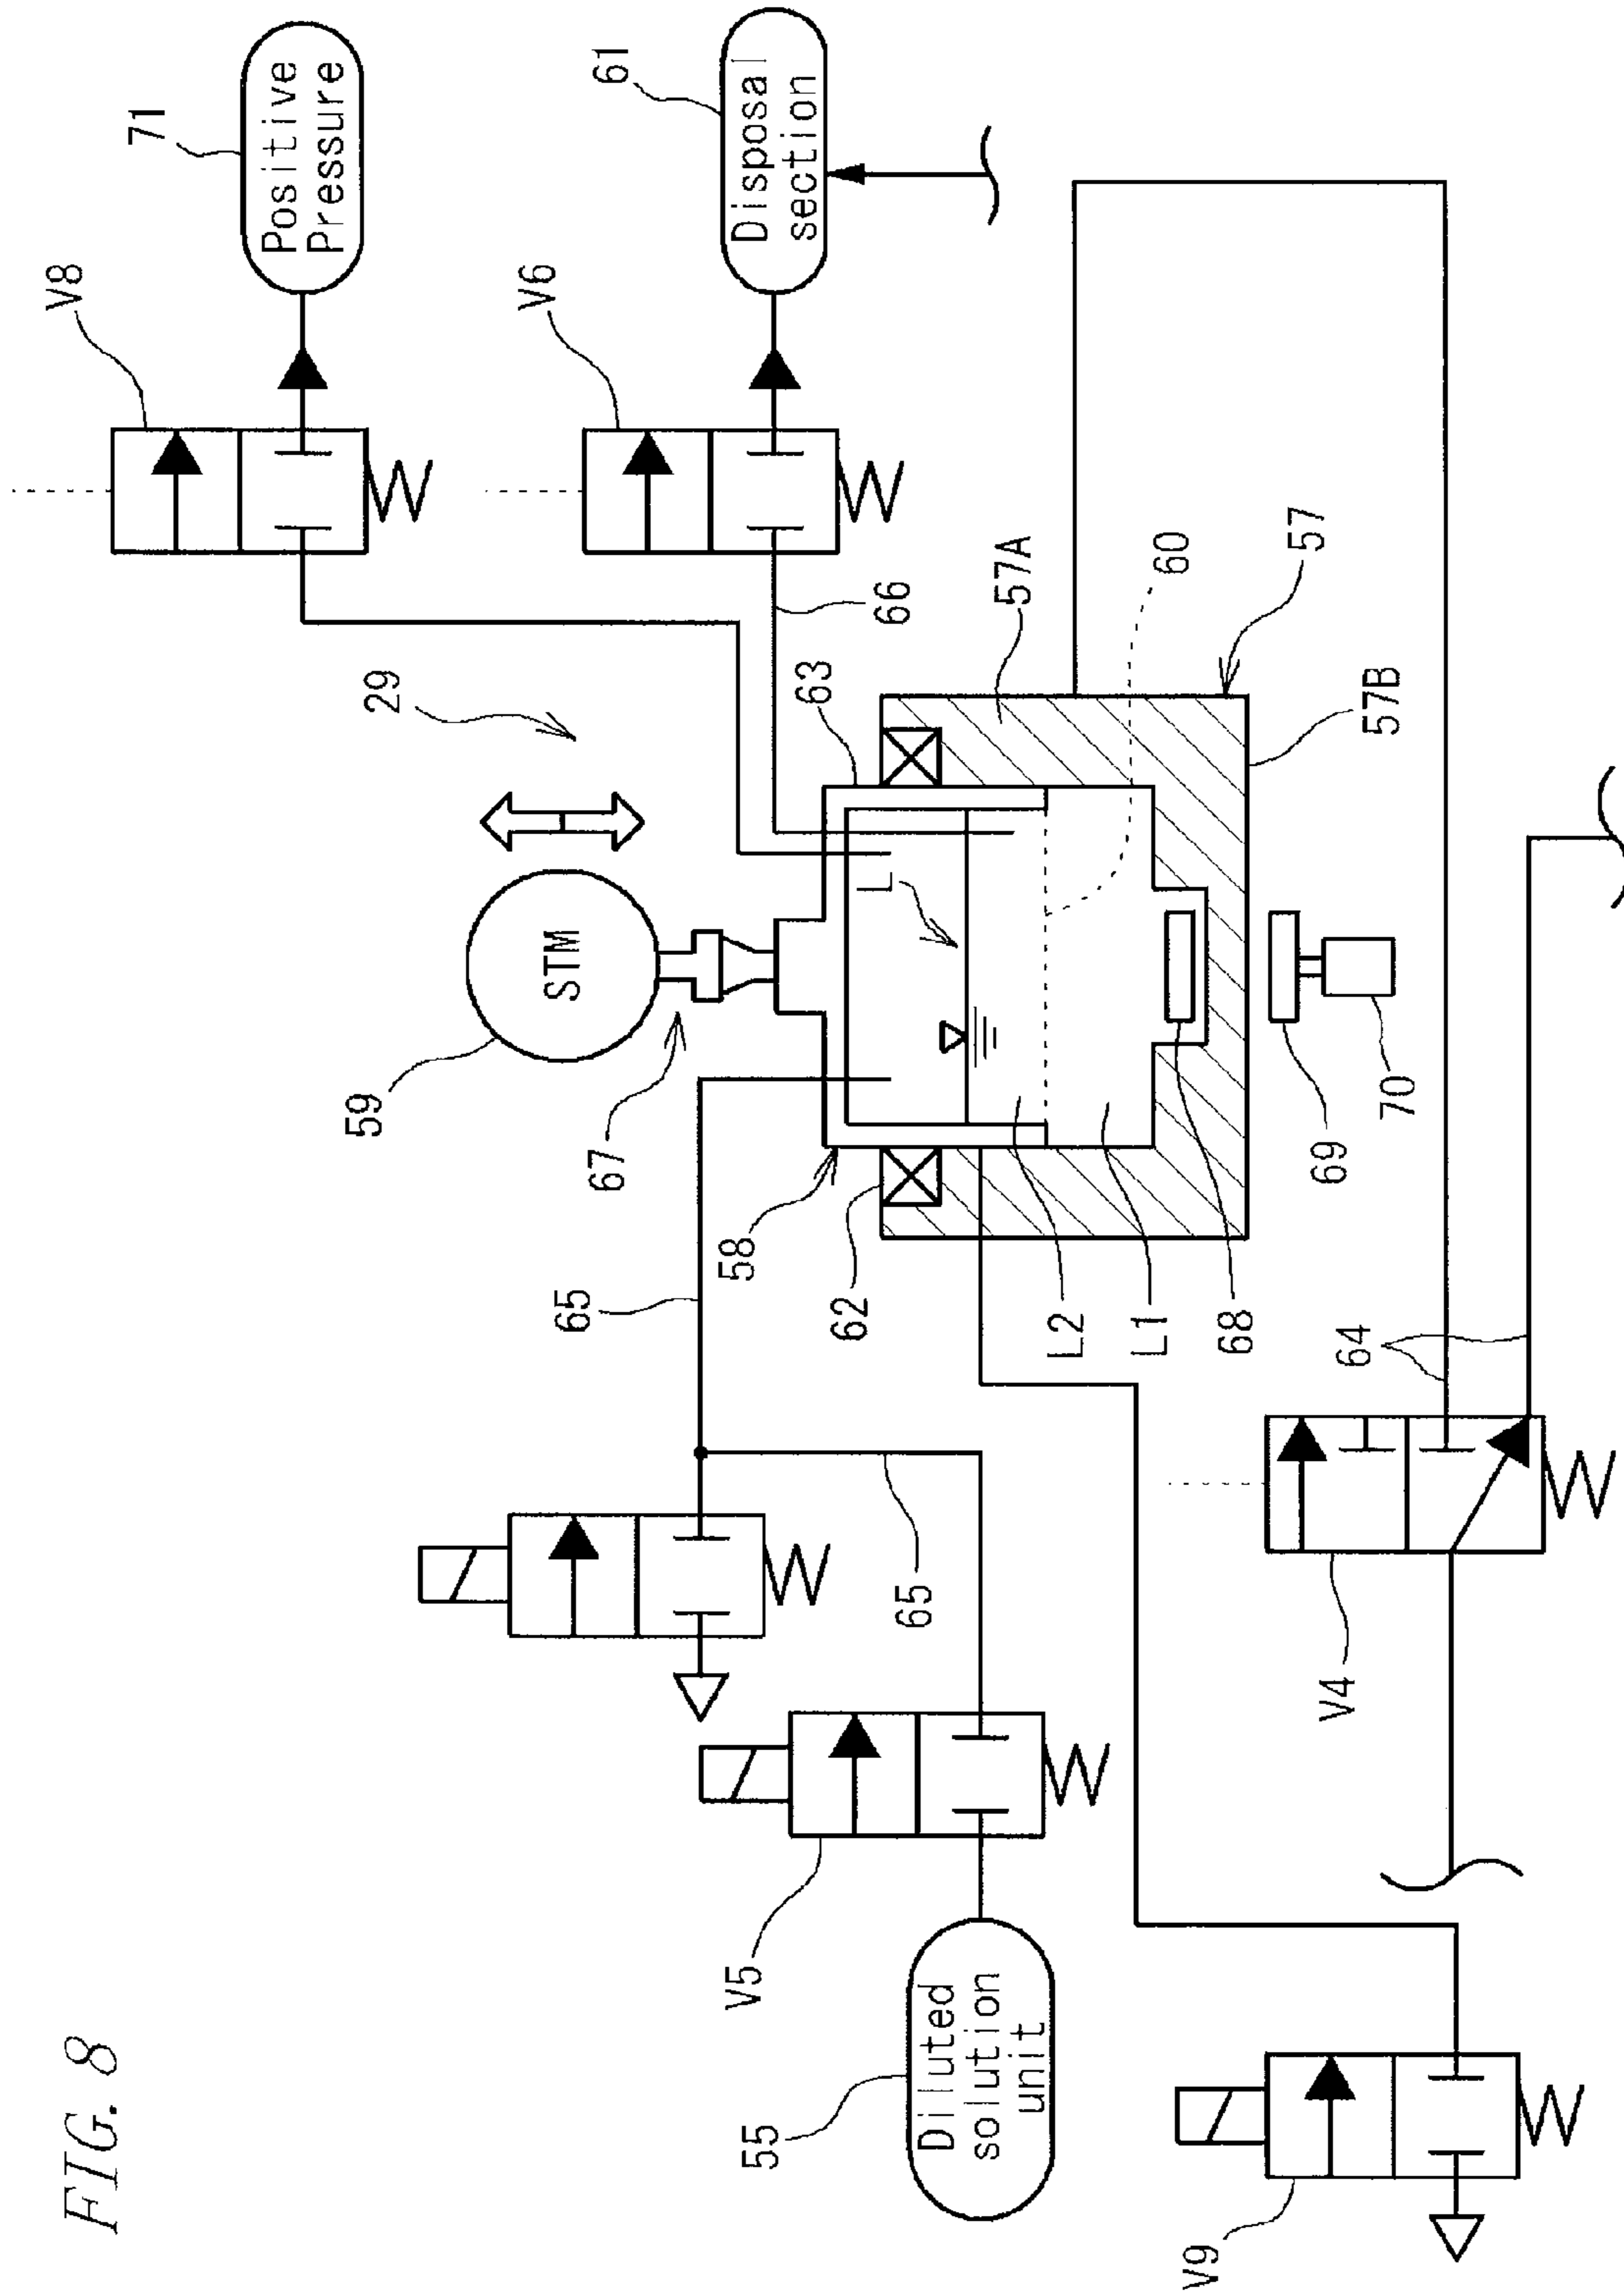 FIG. 8
71
Positive
Pressure
V8
61
Disposal
section
V6
29
66
59
STM
67
63
57A
60
57
57B
L
58
65
62
L2
L1
68
69
70
65
V5
55
Diluted
solution
unit
64
V4
V9